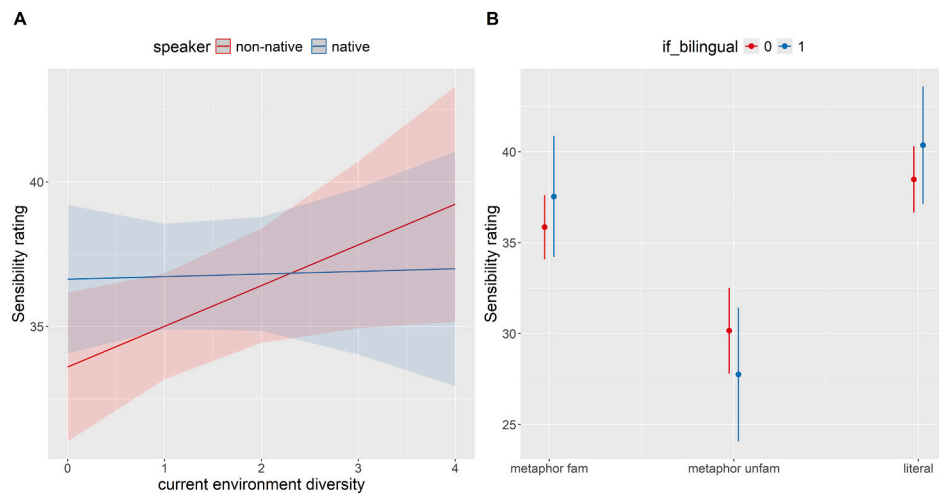 A
speaker non-native native
Sensibility rating
40
35
0 1 2 3 4
current environment diversity
B
if_bilingual 0 1
Sensibility rating
40
35
30
25
metaphor fam metaphor unfam literal